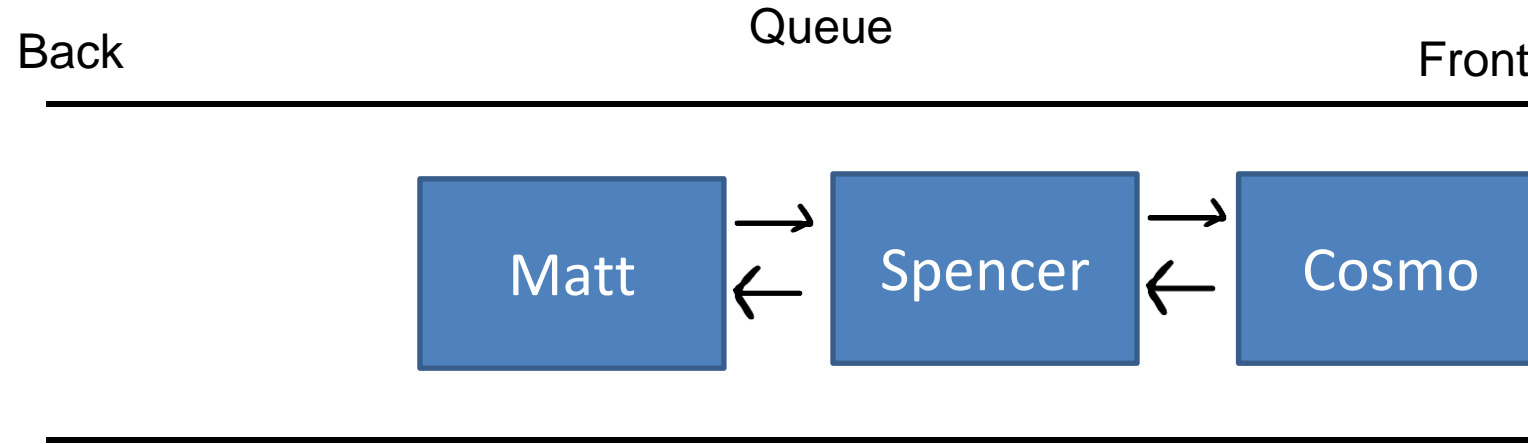 Queue
Back
Front
Matt
Spencer
Cosmo